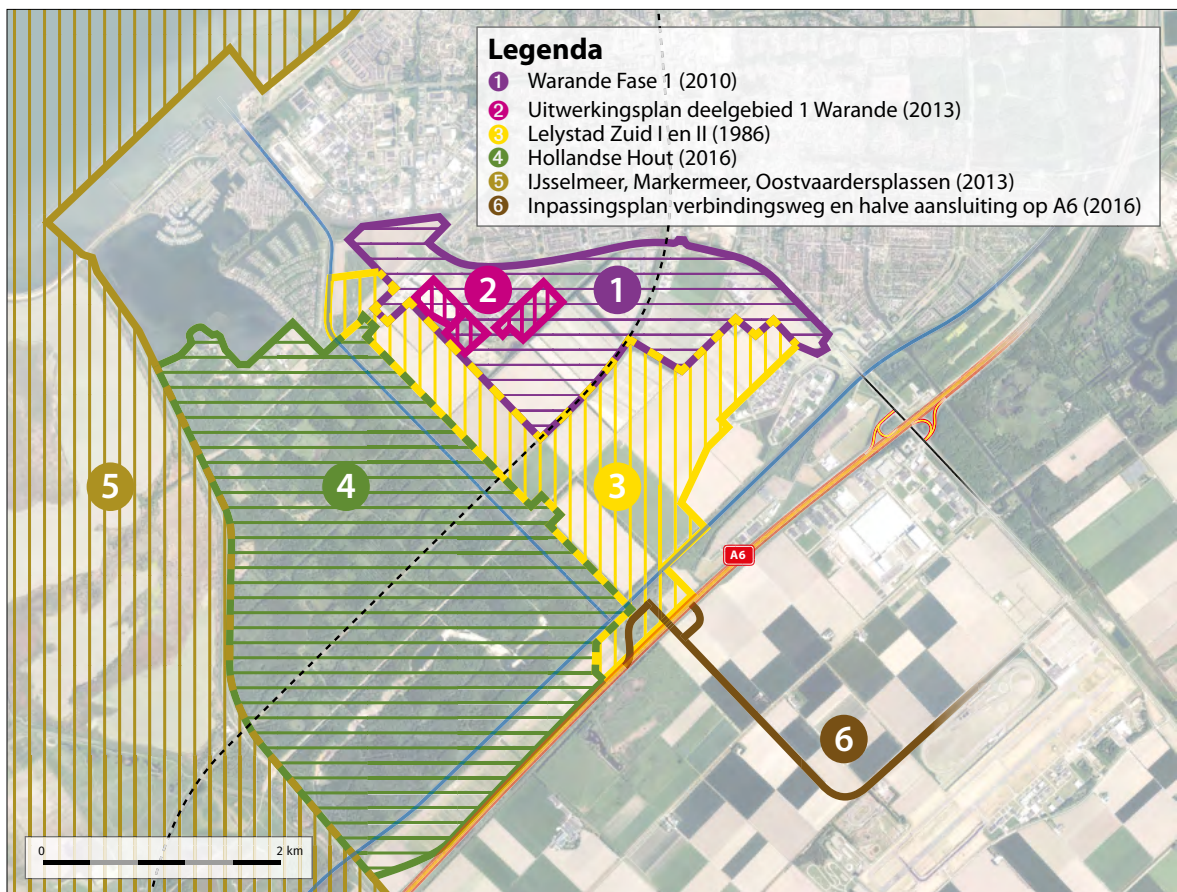 Legenda
1 Warande Fase 1 (2010)
2 Uitwerkingsplan deelgebied 1 Warande (2013)
3 Lelystad Zuid I en II (1986)
4 Hollandse Hout (2016)
5 IJsselmeer, Markermeer, Oostvaardersplassen (2013)
6 Inpassingsplan verbindingsweg en halve aansluiting op A6 (2016)
2
1
5
4
3
A6
6
0 2 km